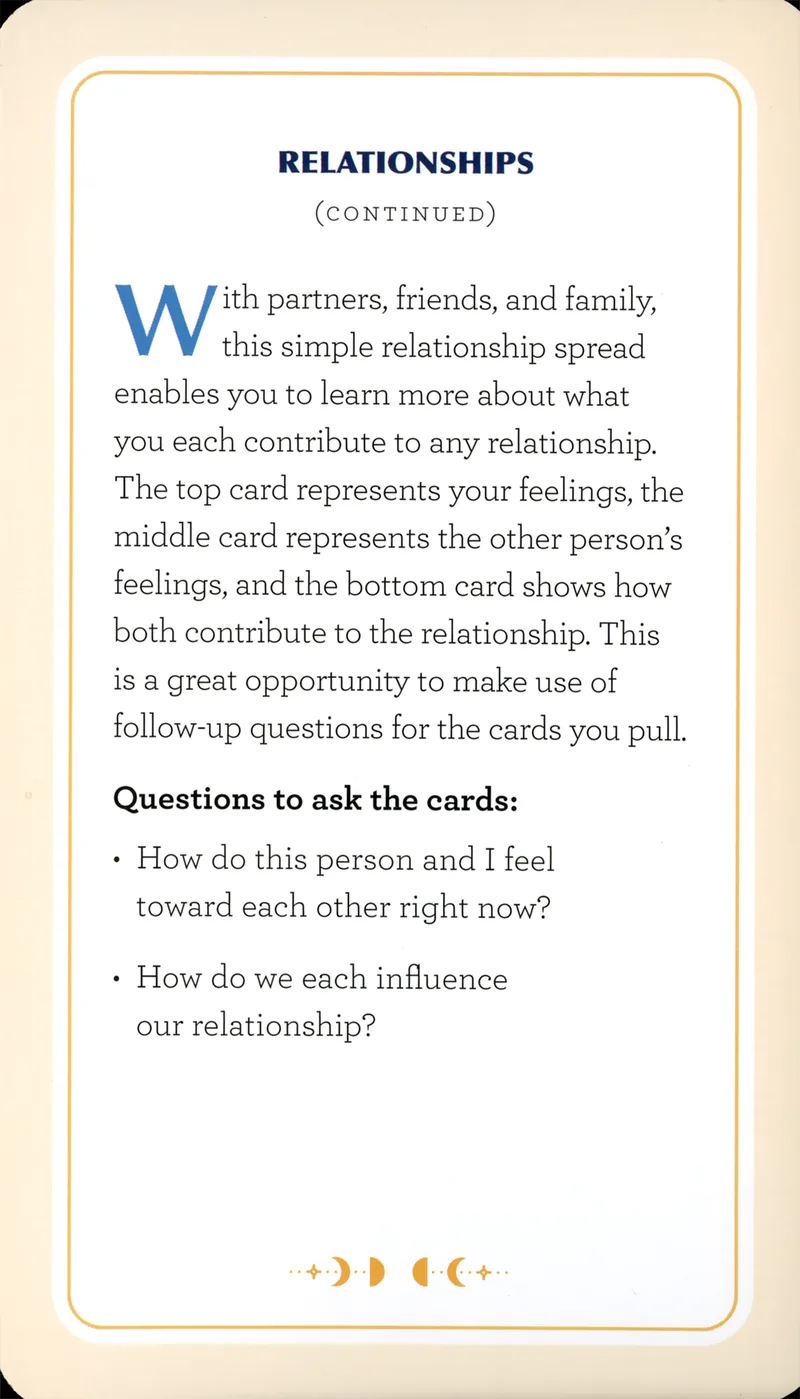 RELATIONSHIPS
(CONTINUED)
With partners, friends, and family,
this simple relationship spread
enables you to learn more about what
you each contribute to any relationship.
The top card represents your feelings, the
middle card represents the other person’s
feelings, and the bottom card shows how
both contribute to the relationship. This
is a great opportunity to make use of
follow-up questions for the cards you pull.
Questions to ask the cards:
• How do this person and I feel
toward each other right now?
• How do we each influence
our relationship?